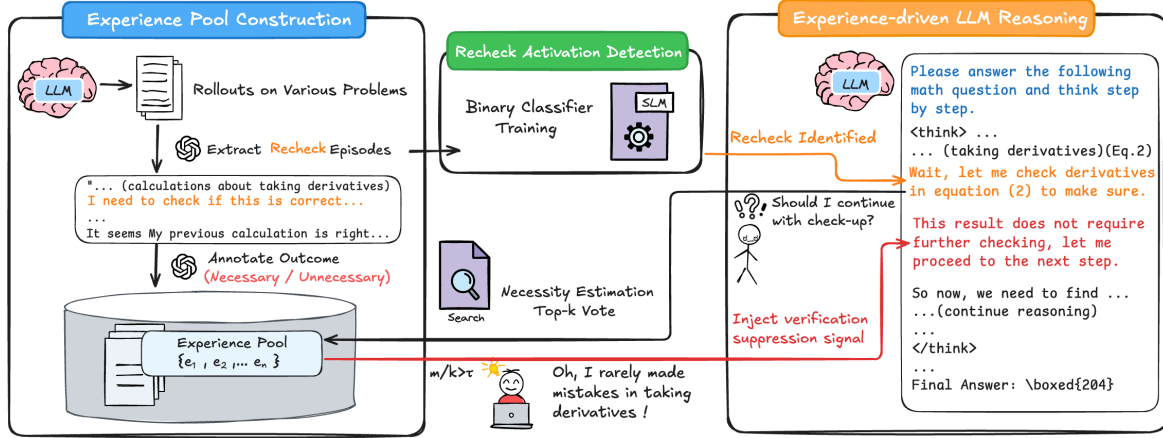 Experience Pool Construction
LLM
Rollouts on Various Problems
Extract Recheck Episodes
"... (calculations about taking derivatives)
I need to check if this is correct...
...
It seems My previous calculation is right...
Annotate Outcome
(Necessary / Unnecessary)
Experience Pool
{e₁ , e₂ ,... eₙ }
Recheck Activation Detection
Binary Classifier
Training
SLM
Search
Necessity Estimation
Top-k Vote
m/k>τ
Oh, I rarely made
mistakes in taking
derivatives !
Experience-driven LLM Reasoning
LLM
Recheck Identified
!?!
Should I continue
with check-up?
Inject verification
suppression signal
Please answer the following
math question and think step
by step.
<think> ...
... (taking derivatives)(Eq.2)
Wait, let me check derivatives
in equation (2) to make sure.
This result does not require
further checking, let me
proceed to the next step.
So now, we need to find ...
...(continue reasoning)
...
</think>
...
Final Answer: \boxed{204}